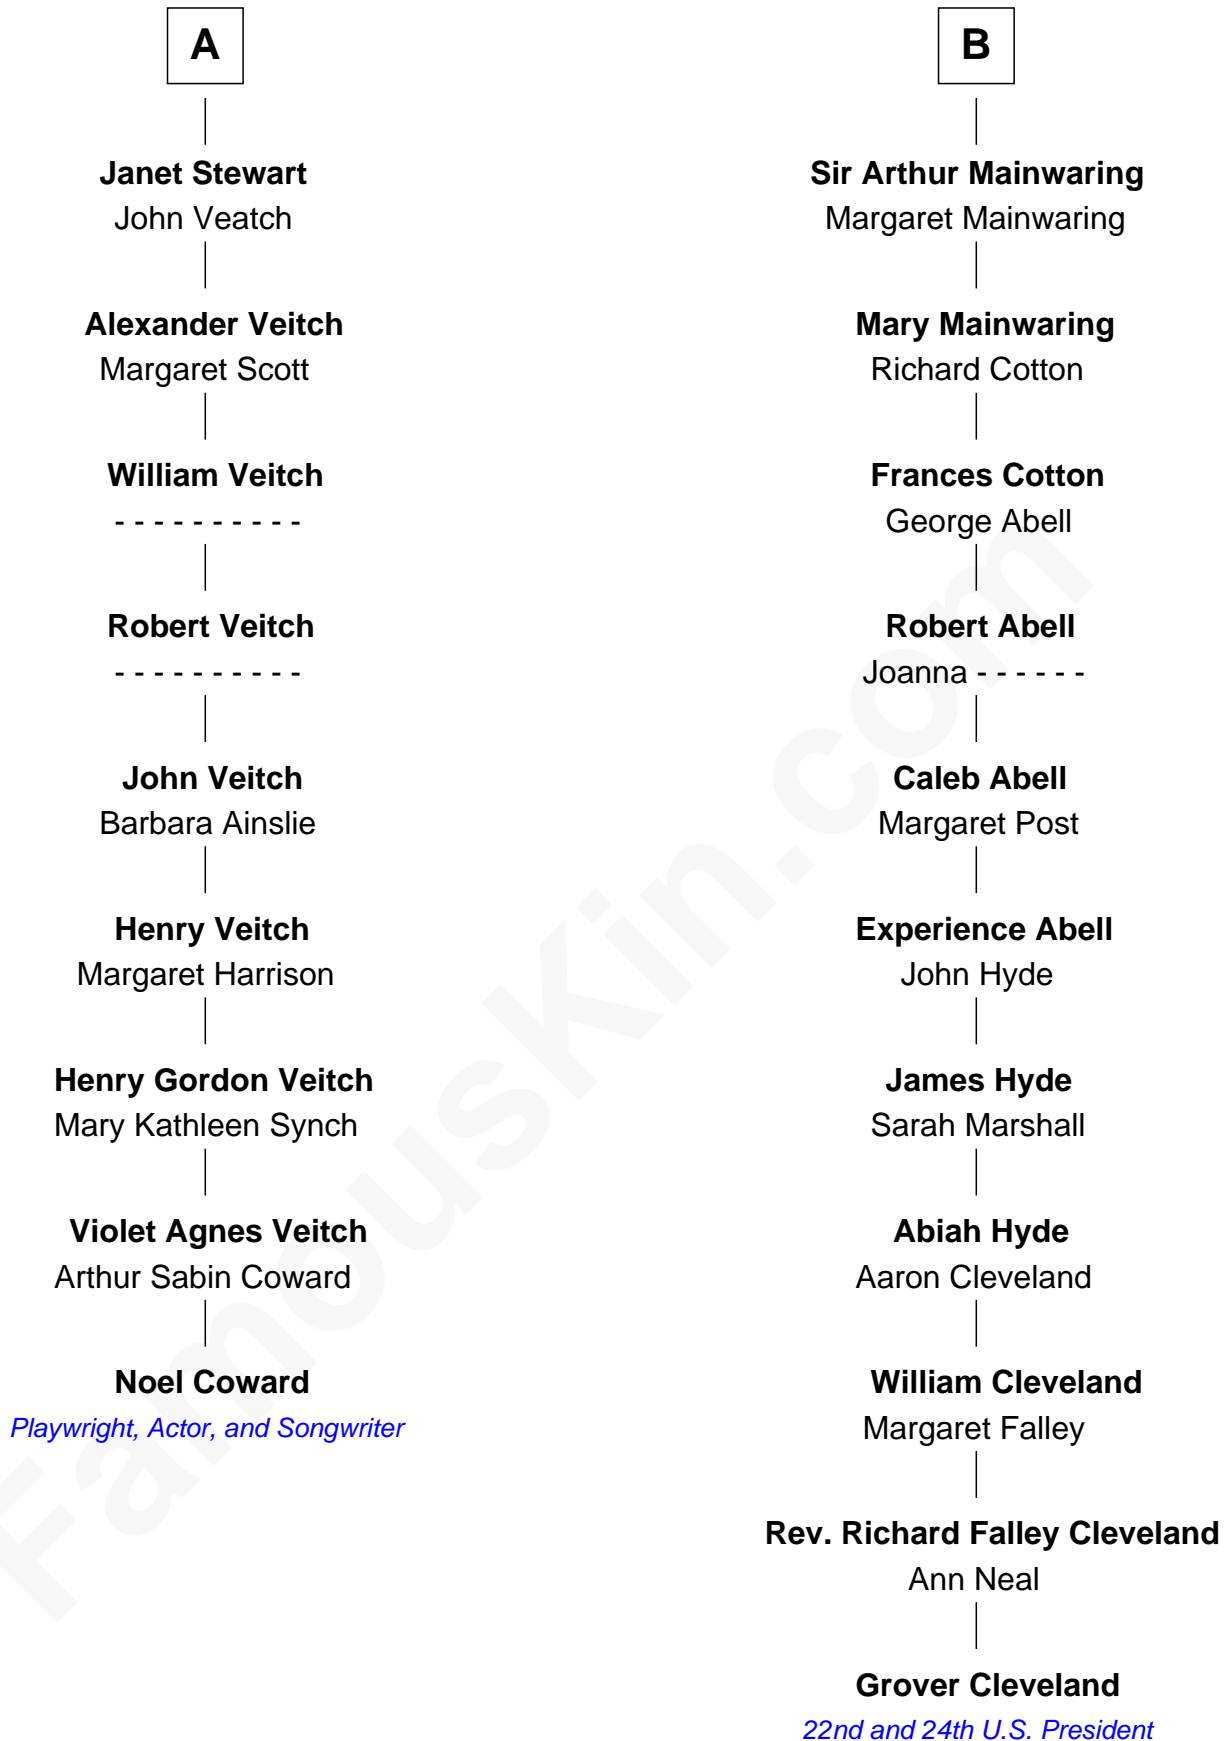 A
Janet Stewart
John Veatch
Alexander Veitch
Margaret Scott
William Veitch
- - - - - - - - - -
Robert Veitch
- - - - - - - - - -
John Veitch
Barbara Ainslie
Henry Veitch
Margaret Harrison
Henry Gordon Veitch
Mary Kathleen Synch
Violet Agnes Veitch
Arthur Sabin Coward
Noel Coward
Playwright, Actor, and Songwriter
B
Sir Arthur Mainwaring
Margaret Mainwaring
Mary Mainwaring
Richard Cotton
Frances Cotton
George Abell
Robert Abell
Joanna - - - - - -
Caleb Abell
Margaret Post
Experience Abell
John Hyde
James Hyde
Sarah Marshall
Abiah Hyde
Aaron Cleveland
William Cleveland
Margaret Falley
Rev. Richard Falley Cleveland
Ann Neal
Grover Cleveland
22nd and 24th U.S. President
FamousKin.com